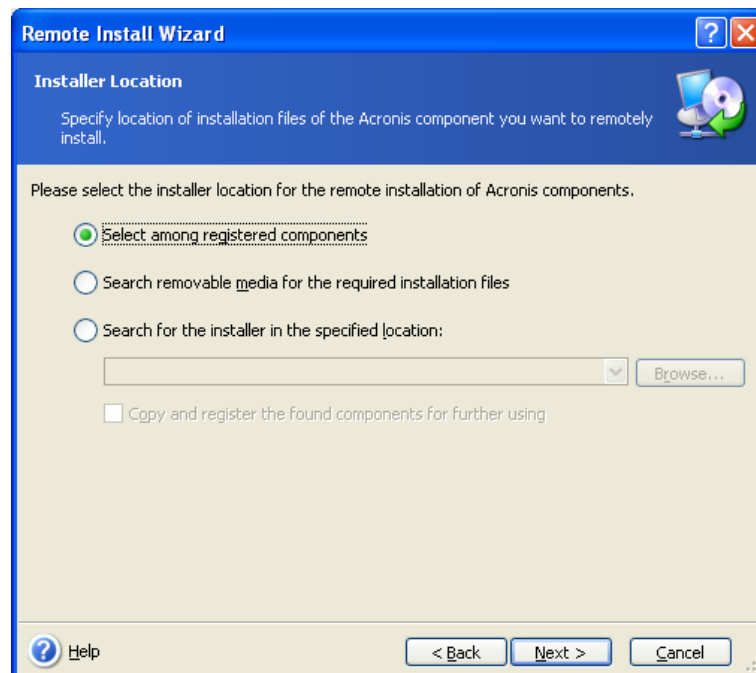 Remote Install Wizard
Installer Location
Specify location of installation files of the Acronis component you want to remotely
install.
Please select the installer location for the remote installation of Acronis components.
Select among registered components
Search removable media for the required installation files
Search for the installer in the specified location:
Browse...
Copy and register the found components for further using
Help
< Back
Next >
Cancel